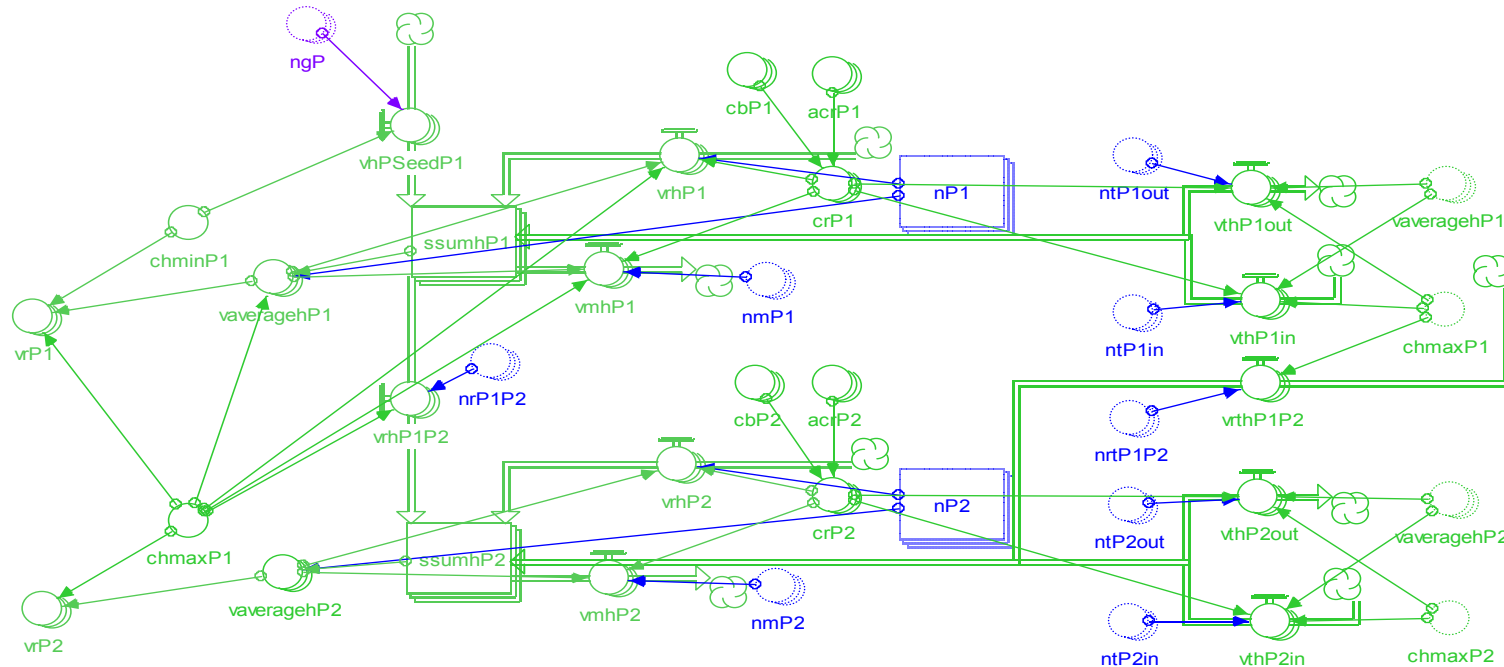 ngP
vhPSeedP1
cbP1
acrP1
vrhP1
crP1
nP1
ntP1out
vthP1out
vaveragehP1
chminP1
ssumhP1
vaveragehP1
vmhP1
nmP1
vrP1
ntP1in
vthP1in
chmaxP1
nrP1P2
vrhP1P2
cbP2
acrP2
vrthP1P2
nrtP1P2
vrhP2
crP2
nP2
chmaxP1
ssumhP2
ntP2out
vthP2out
vaveragehP2
vaveragehP2
vmhP2
nmP2
vrP2
ntP2in
vthP2in
chmaxP2